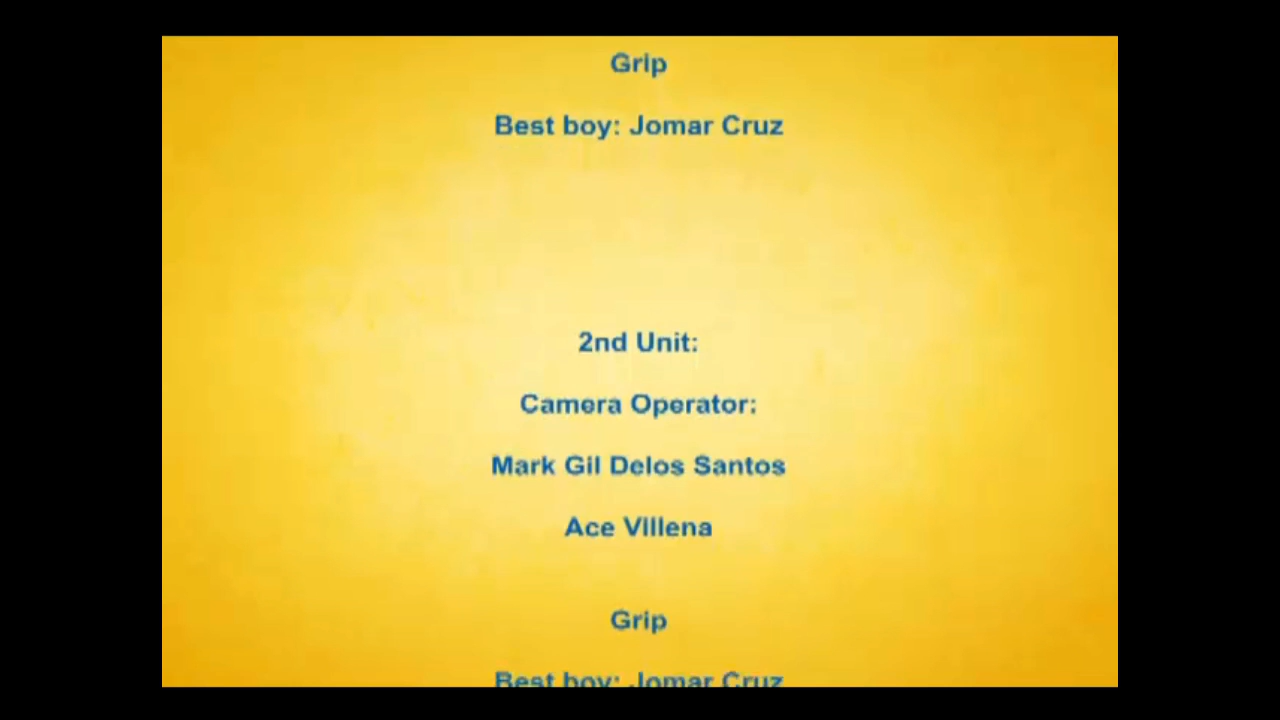 Grip
Best boy: Jomar Cruz
2nd Unit:
Camera Operator:
Mark Gil Delos Santos
Ace Villena
Grip
Best boy: Jomar Cruz